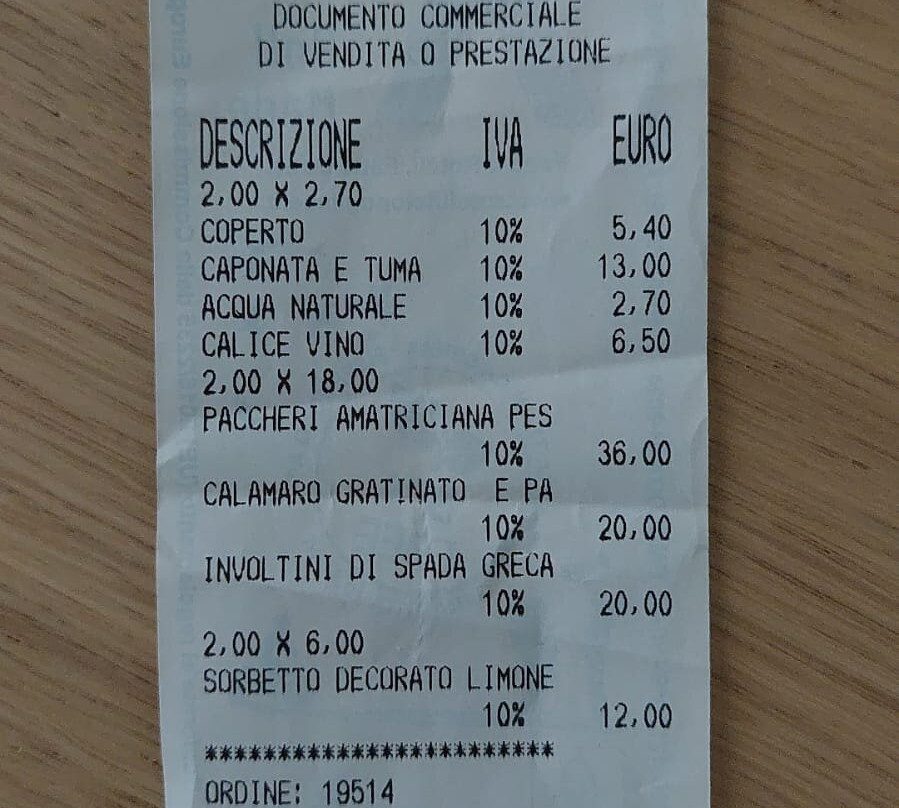 DOCUMENTO COMMERCIALE
DI VENDITA O PRESTAZIONE
DESCRIZIONE IVA EURO
2,00 X 2,70
COPERTO 10% 5,40
CAPONATA E TUMA 10% 13,00
ACQUA NATURALE 10% 2,70
CALICE VINO 10% 6,50
2,00 X 18,00
PACCHERI AMATRICIANA PES
10% 36,00
CALAMARO GRATINATO E PA
10% 20,00
INVOLTINI DI SPADA GRECA
10% 20,00
2,00 X 6,00
SORBETTO DECORATO LIMONE
10% 12,00
************************
ORDINE: 19514